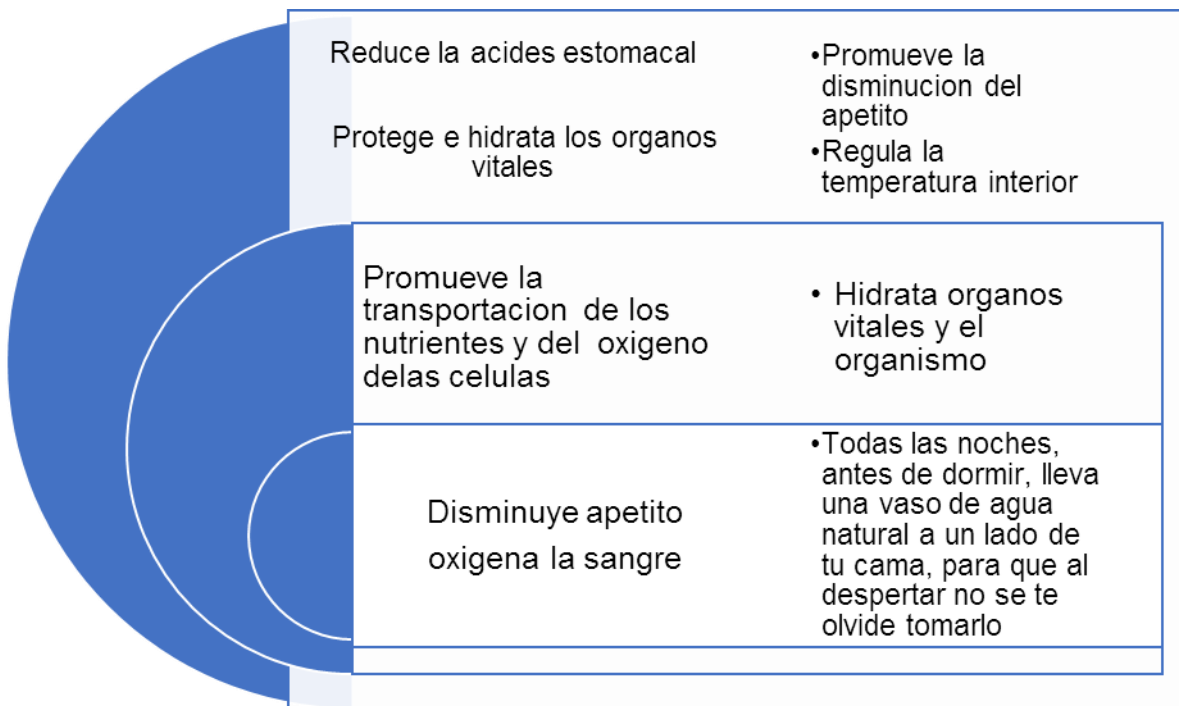 Reduce la acides estomacal
Protege e hidrata los organos
vitales
•Promueve la
disminucion del
apetito
•Regula la
temperatura interior
Promueve la
transportacion de los
nutrientes y del oxigeno
delas celulas
• Hidrata organos
vitales y el
organismo
Disminuye apetito
oxigena la sangre
•Todas las noches,
antes de dormir, lleva
una vaso de agua
natural a un lado de
tu cama, para que al
despertar no se te
olvide tomarlo